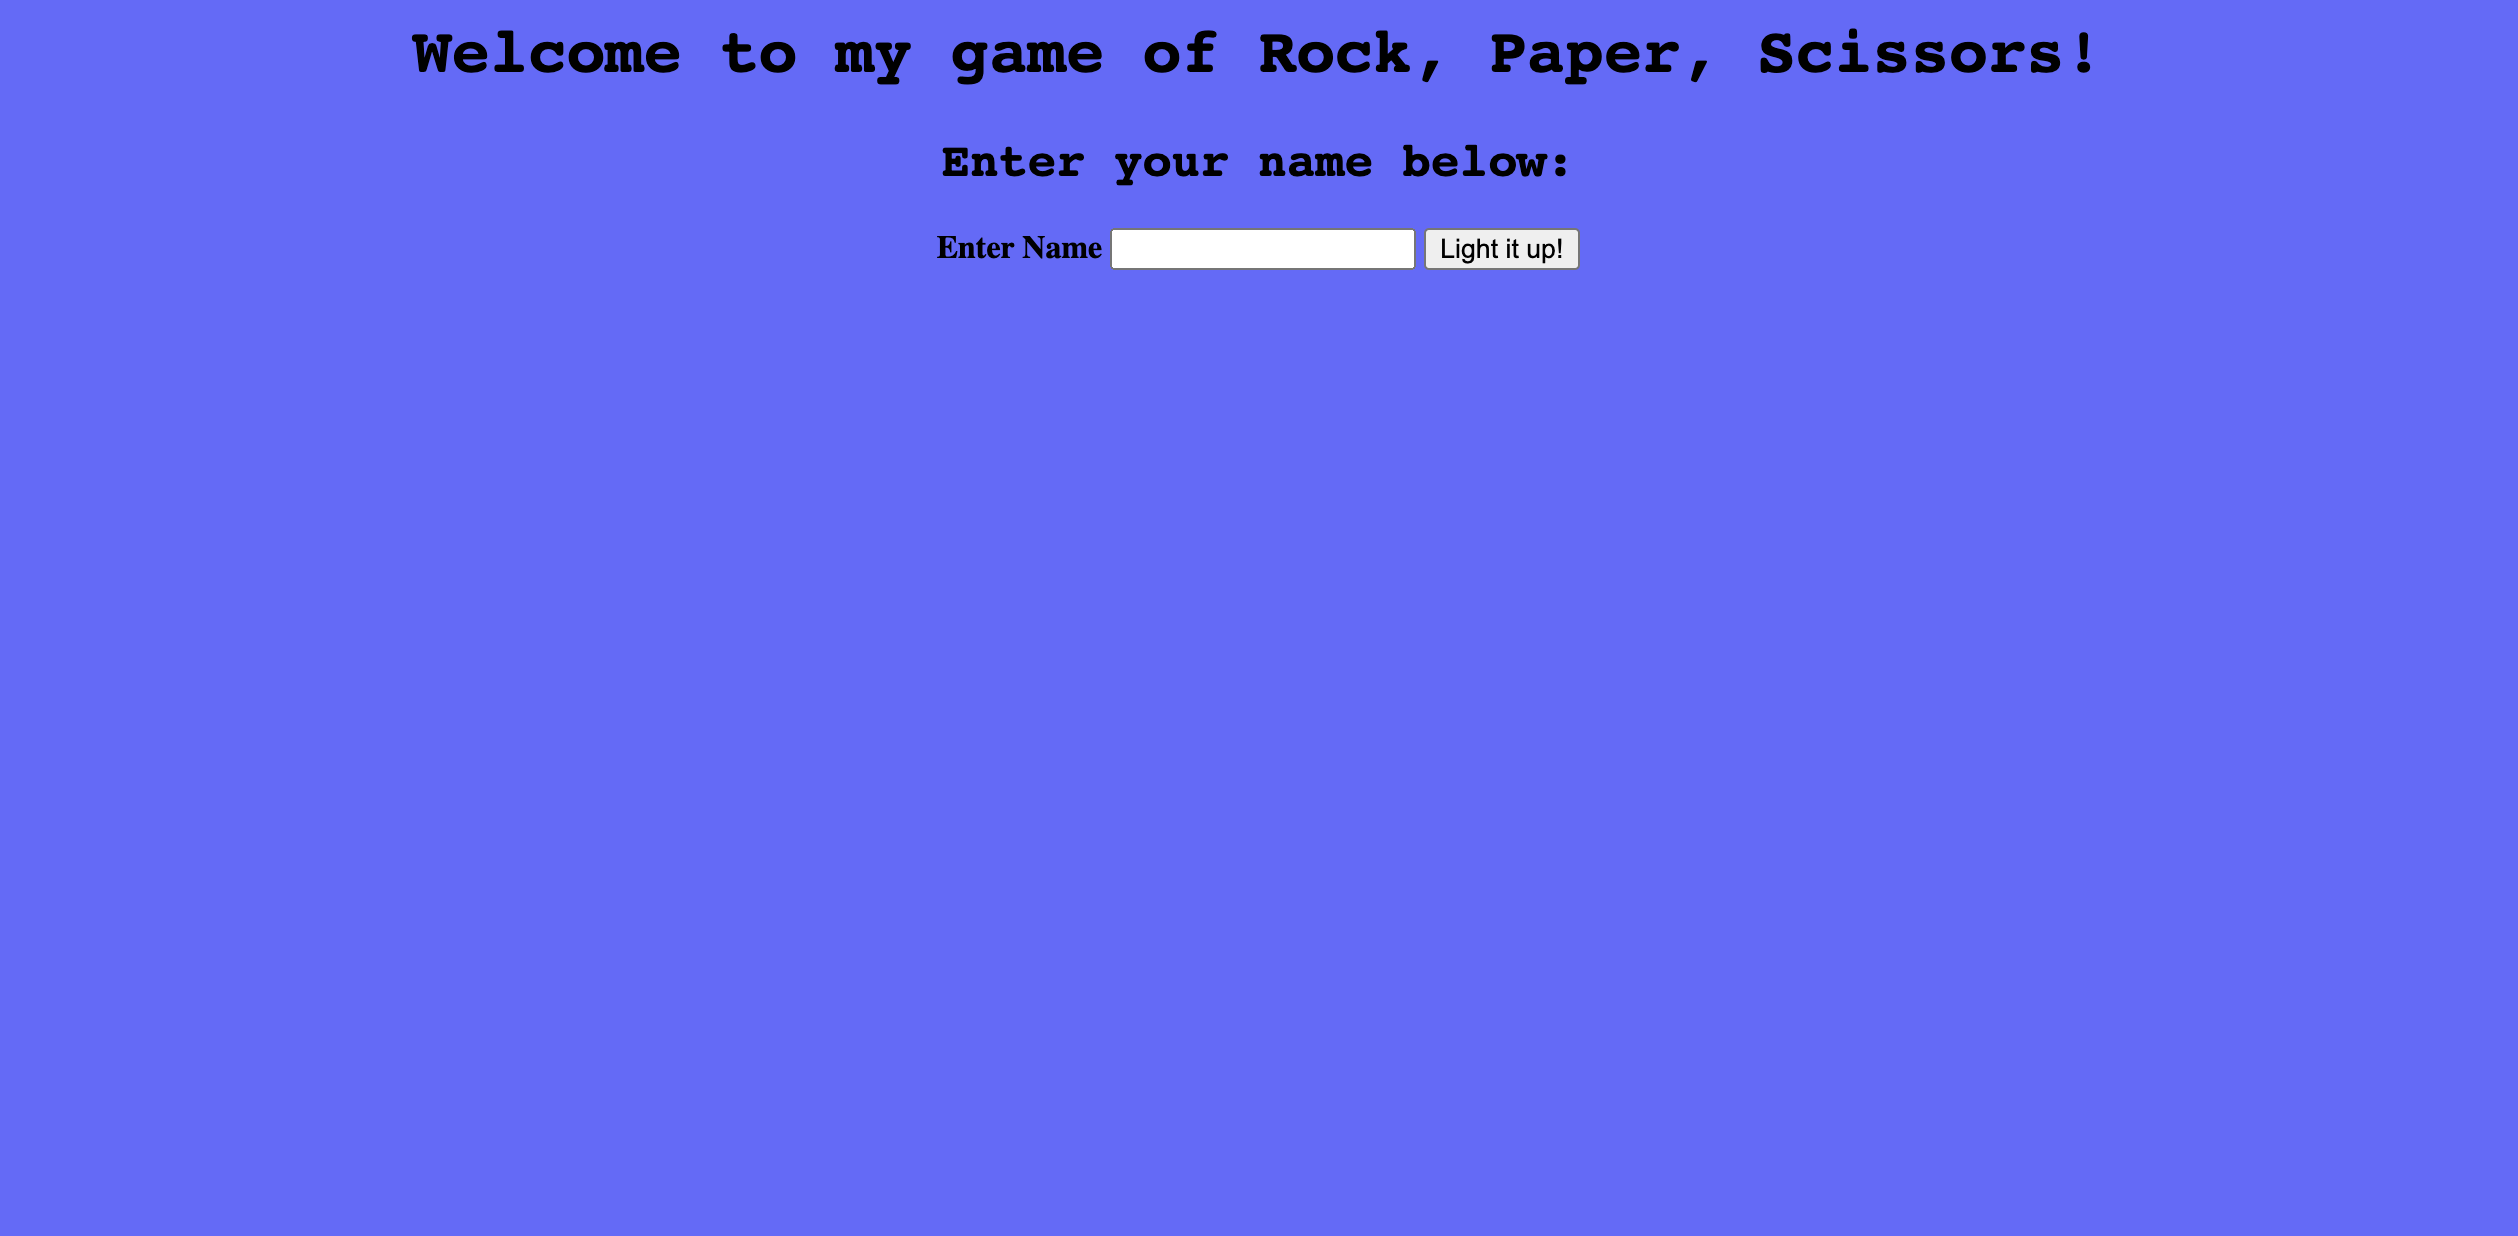 Welcome to my game of Rock, Paper, Scissors!
Enter your name below:
Enter Name Light it up!